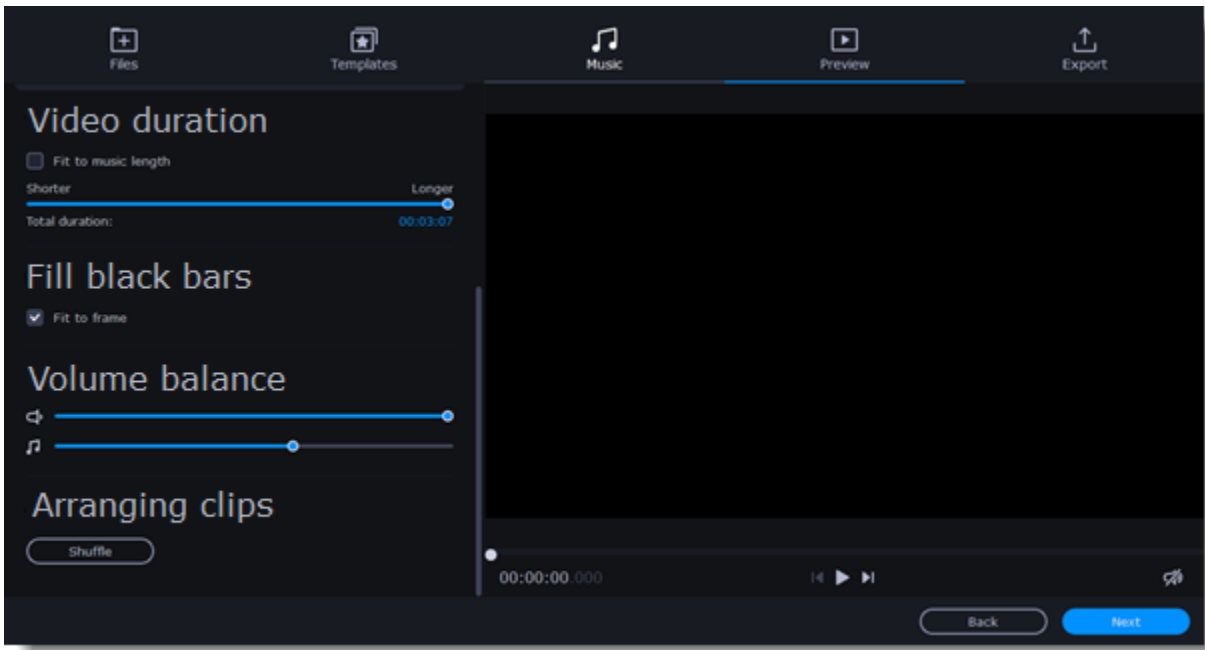 Files
Templates
Music
Preview
Export
Video duration
Fit to music length
Shorter Longer
Total duration: 00:03:07
Fill black bars
Fit to frame
Volume balance
Arranging clips
Shuffle
00:00:00.000
Back
Next